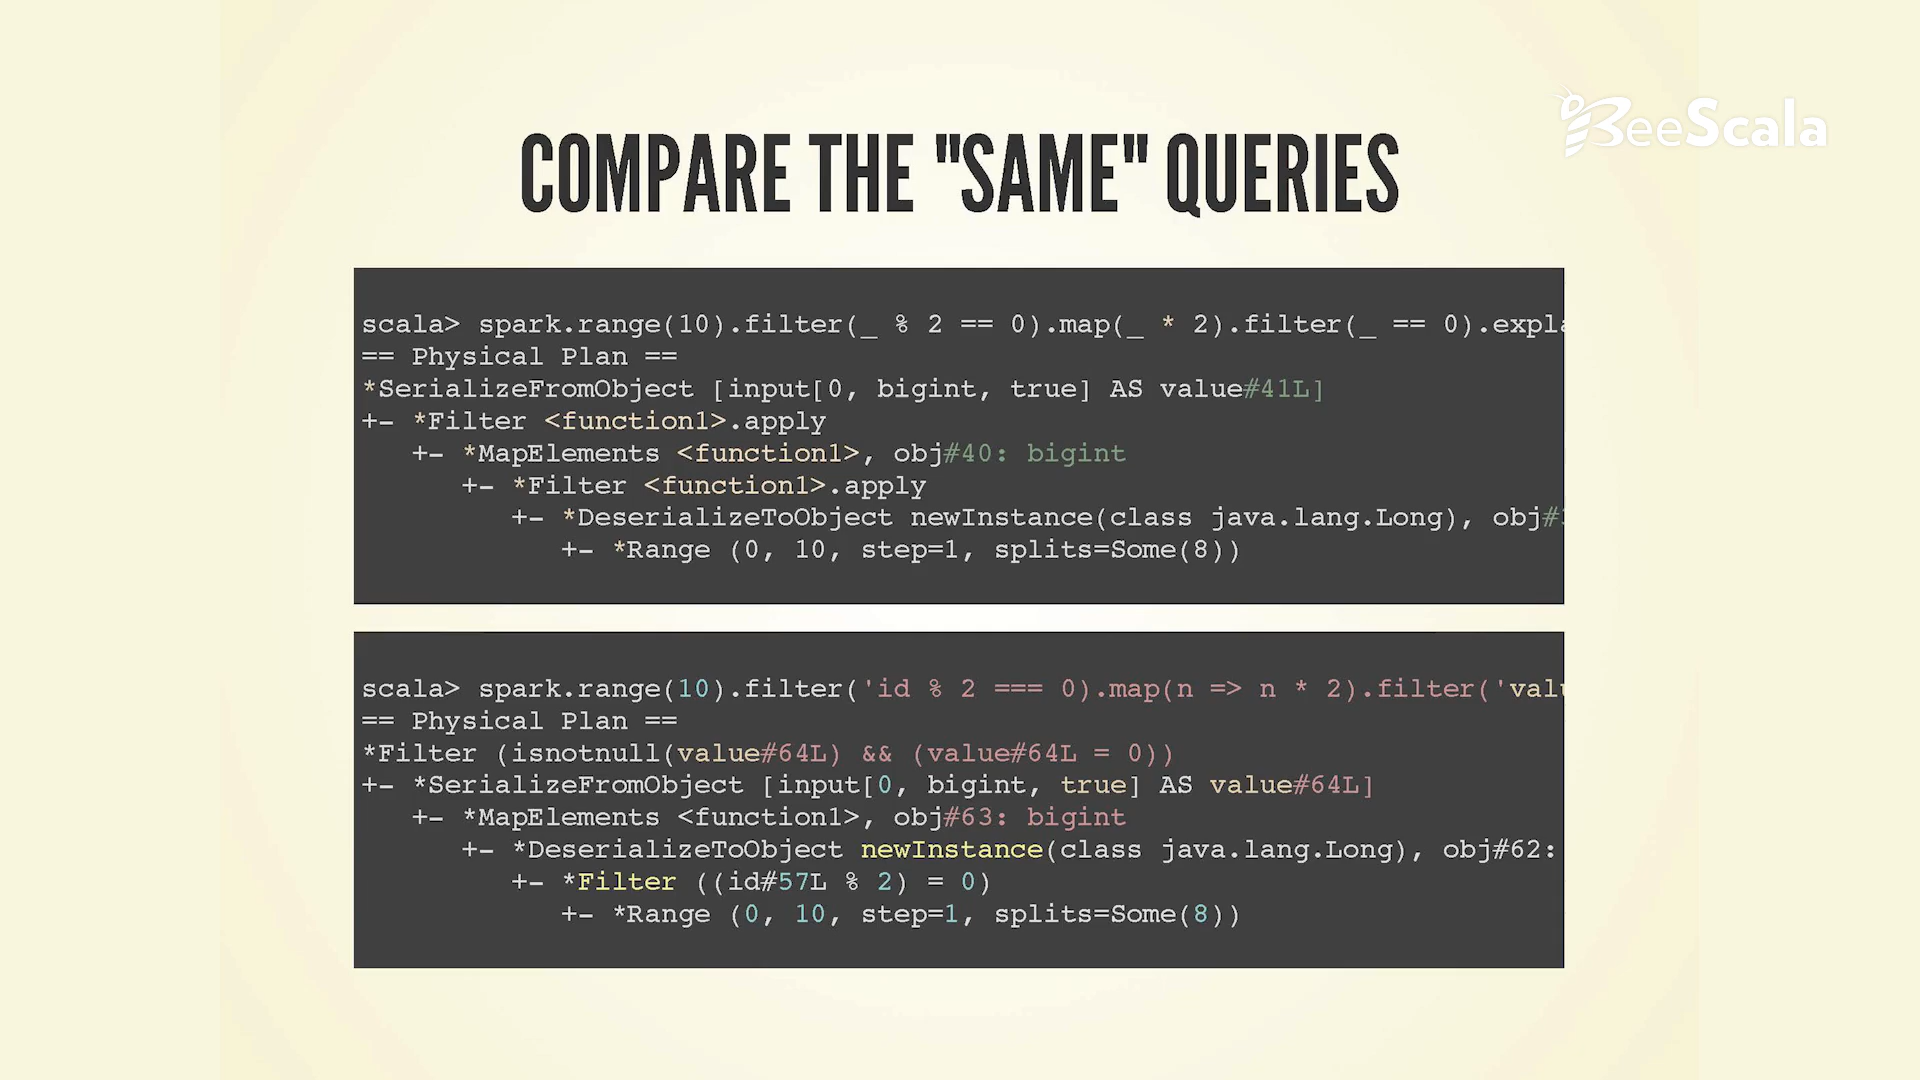 BeeScala
COMPARE THE "SAME" QUERIES
scala> spark.range(10).filter(_ % 2 == 0).map(_ * 2).filter(_ == 0).expla
== Physical Plan ==
*SerializeFromObject [input[0, bigint, true] AS value#41L]
+- *Filter <function1>.apply
+- *MapElements <function1>, obj#40: bigint
+- *Filter <function1>.apply
+- *DeserializeToObject newInstance(class java.lang.Long), obj#
+- *Range (0, 10, step=1, splits=Some(8))
scala> spark.range(10).filter('id % 2 === 0).map(n => n * 2).filter('valu
== Physical Plan ==
*Filter (isnotnull(value#64L) && (value#64L = 0))
+- *SerializeFromObject [input[0, bigint, true] AS value#64L]
+- *MapElements <function1>, obj#63: bigint
+- *DeserializeToObject newInstance(class java.lang.Long), obj#62:
+- *Filter ((id#57L % 2) = 0)
+- *Range (0, 10, step=1, splits=Some(8))